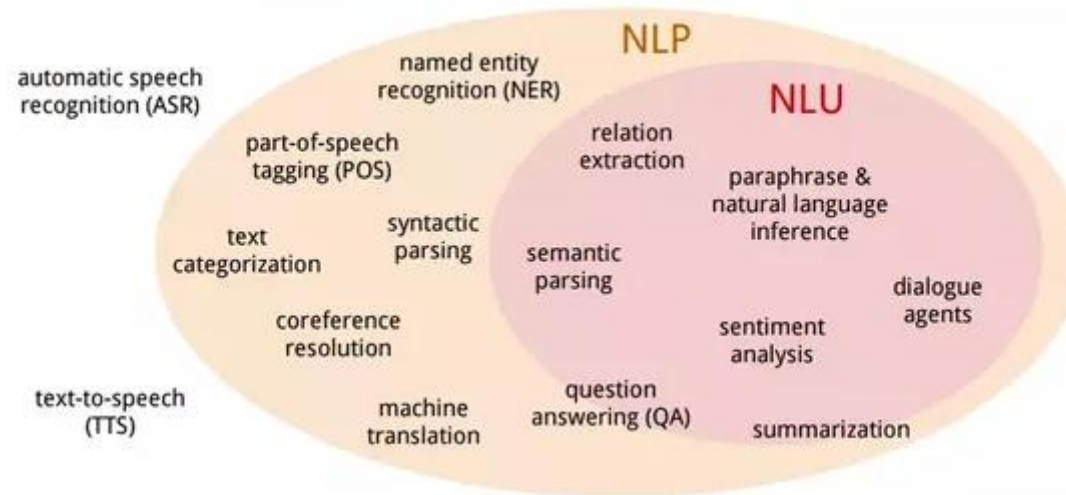 NLP
NLU
automatic speech
recognition (ASR)
named entity
recognition (NER)
part-of-speech
tagging (POS)
relation
extraction
paraphrase &
natural language
inference
text
categorization
syntactic
parsing
semantic
parsing
dialogue
agents
coreference
resolution
sentiment
analysis
text-to-speech
(TTS)
machine
translation
question
answering (QA)
summarization